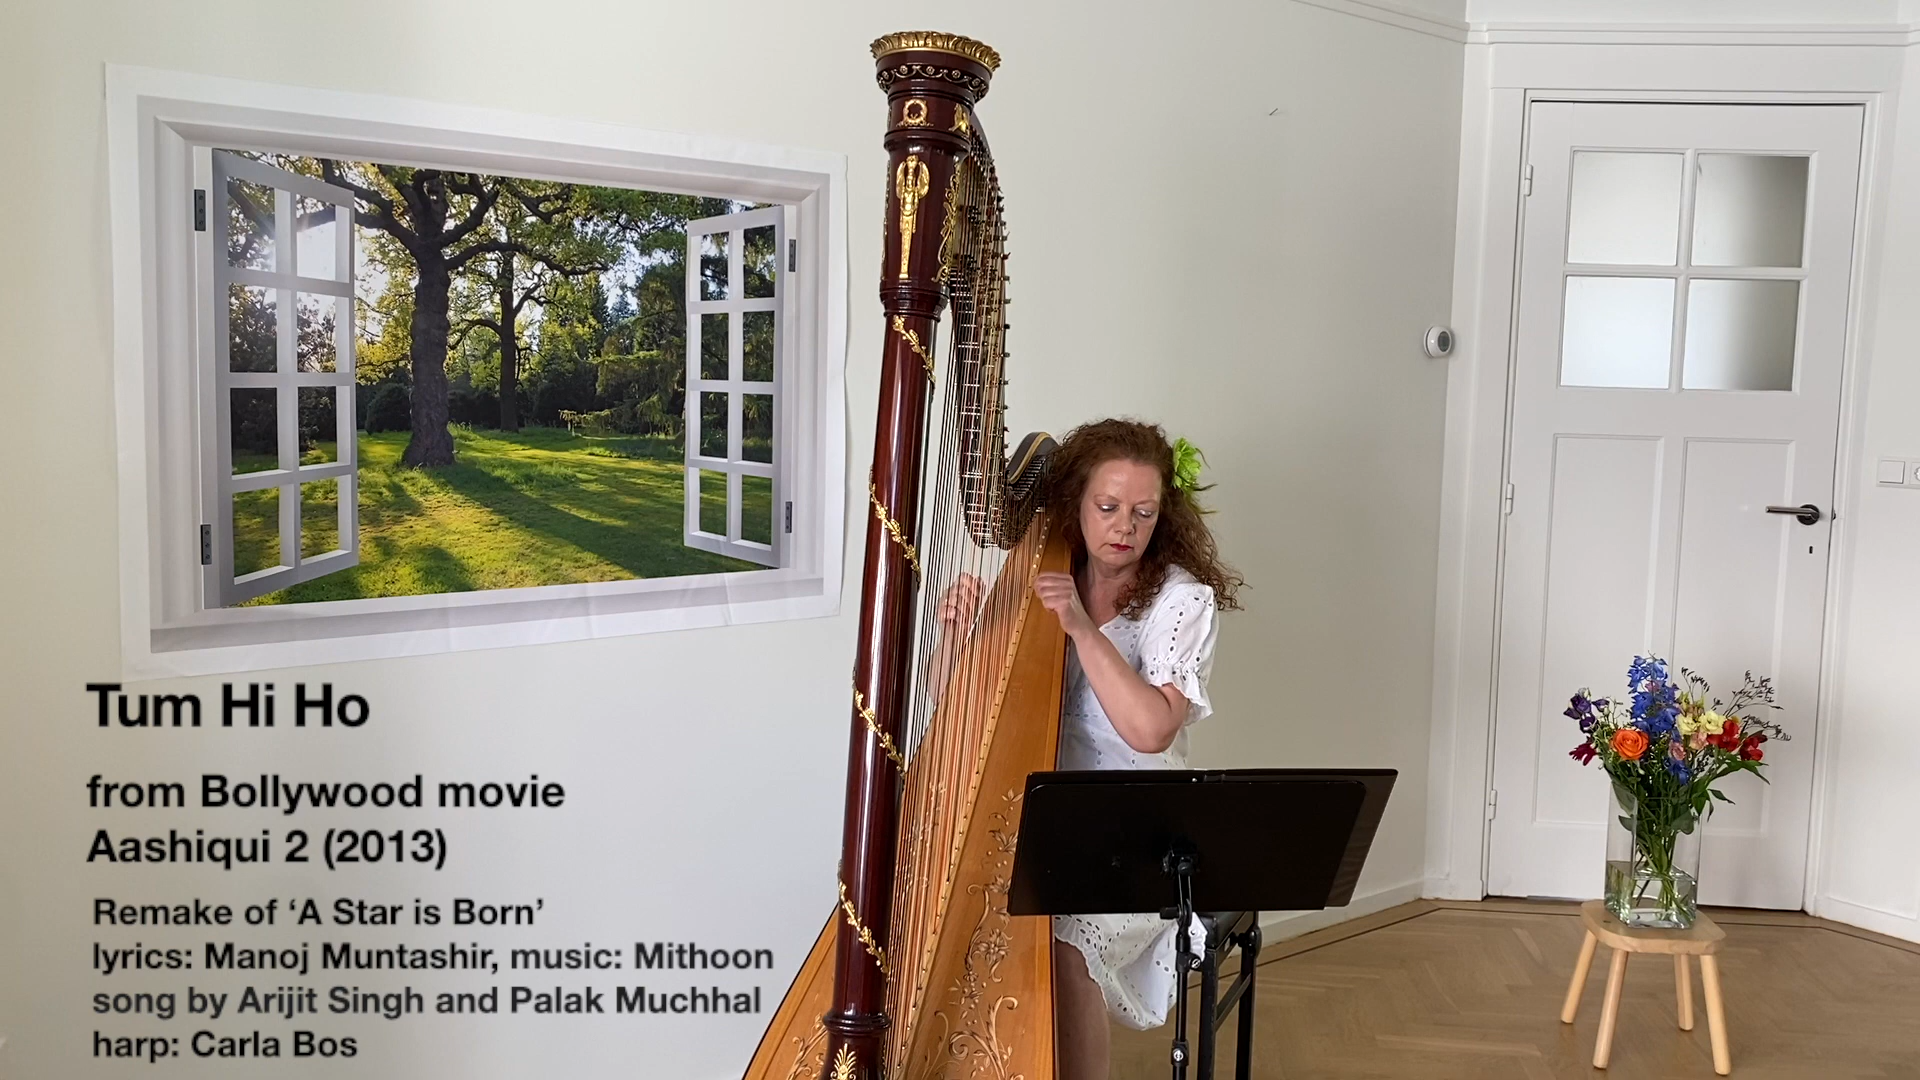 Tum Hi Ho
from Bollywood movie
Aashiqui 2 (2013)
Remake of ‘A Star is Born’
lyrics: Manoj Muntashir, music: Mithoon
song by Arijit Singh and Palak Muchhal
harp: Carla Bos